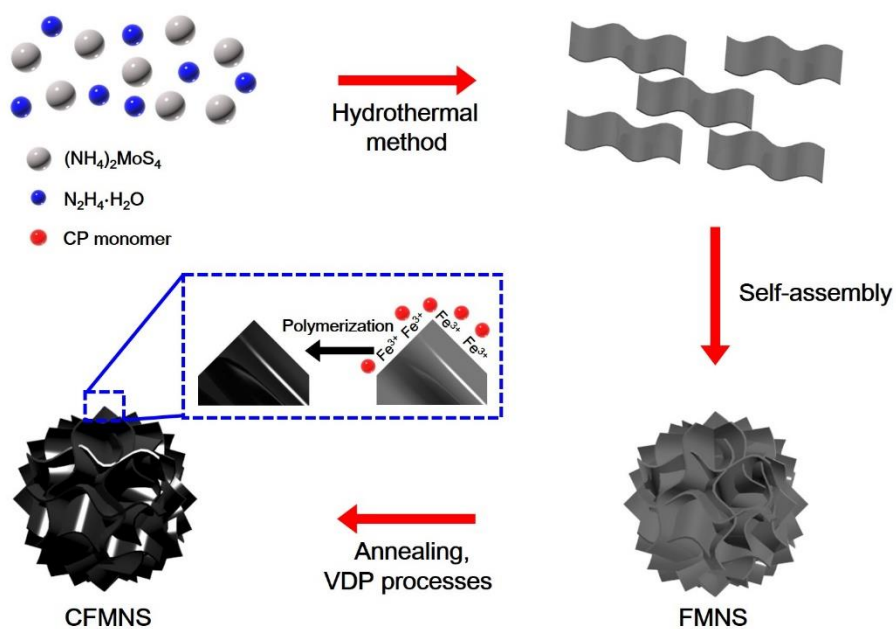 Hydrothermal
method
(NH₄)₂MoS₄
N₂H₄·H₂O
CP monomer
Self-assembly
Polymerization
Fe³⁺
Fe³⁺
Fe³⁺
Fe³⁺
Annealing,
VDP processes
CFMNS
FMNS